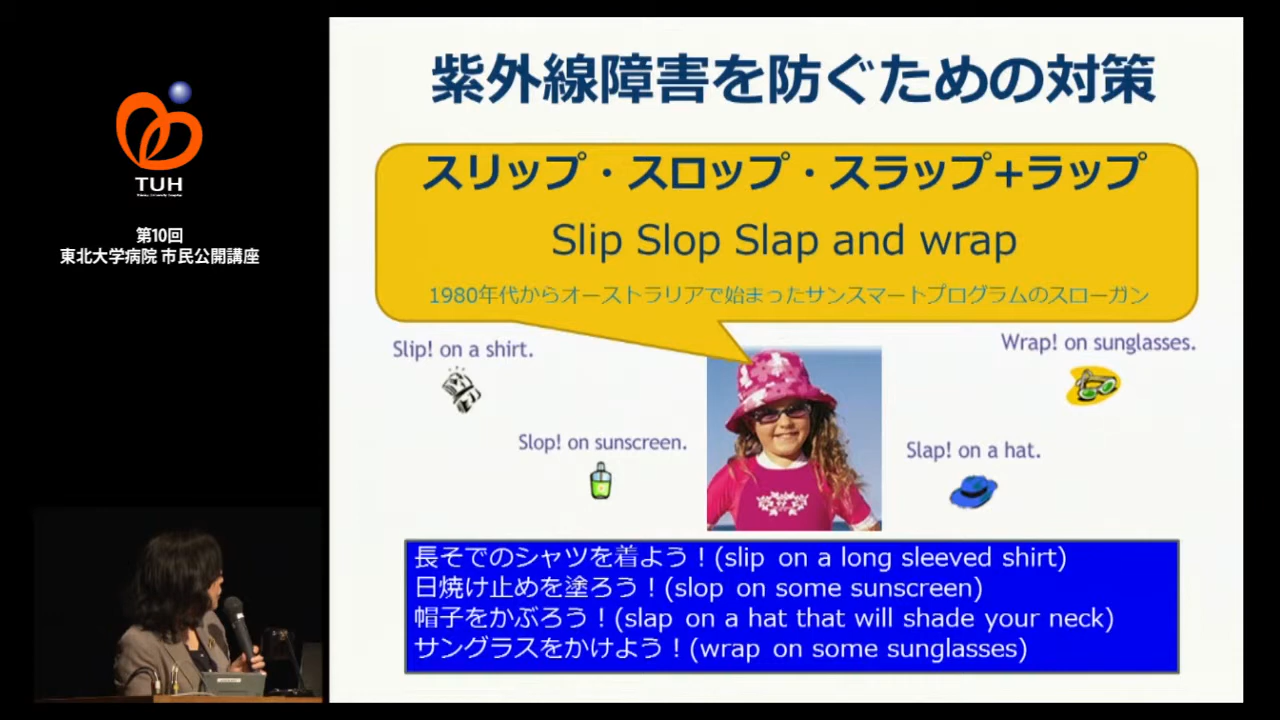 TUH
第10回
東北大学病院 市民公開講座
紫外線障害を防ぐための対策
スリップ・スロップ・スラップ+ラップ
Slip Slop Slap and wrap
1980年代からオーストラリアで始まったサンスマートプログラムのスローガン
Slip! on a shirt.
Wrap! on sunglasses.
Slop! on sunscreen.
Slap! on a hat.
長そでのシャツを着よう！(slip on a long sleeved shirt)
日焼け止めを塗ろう！(slop on some sunscreen)
帽子をかぶろう！(slap on a hat that will shade your neck)
サングラスをかけよう！(wrap on some sunglasses)